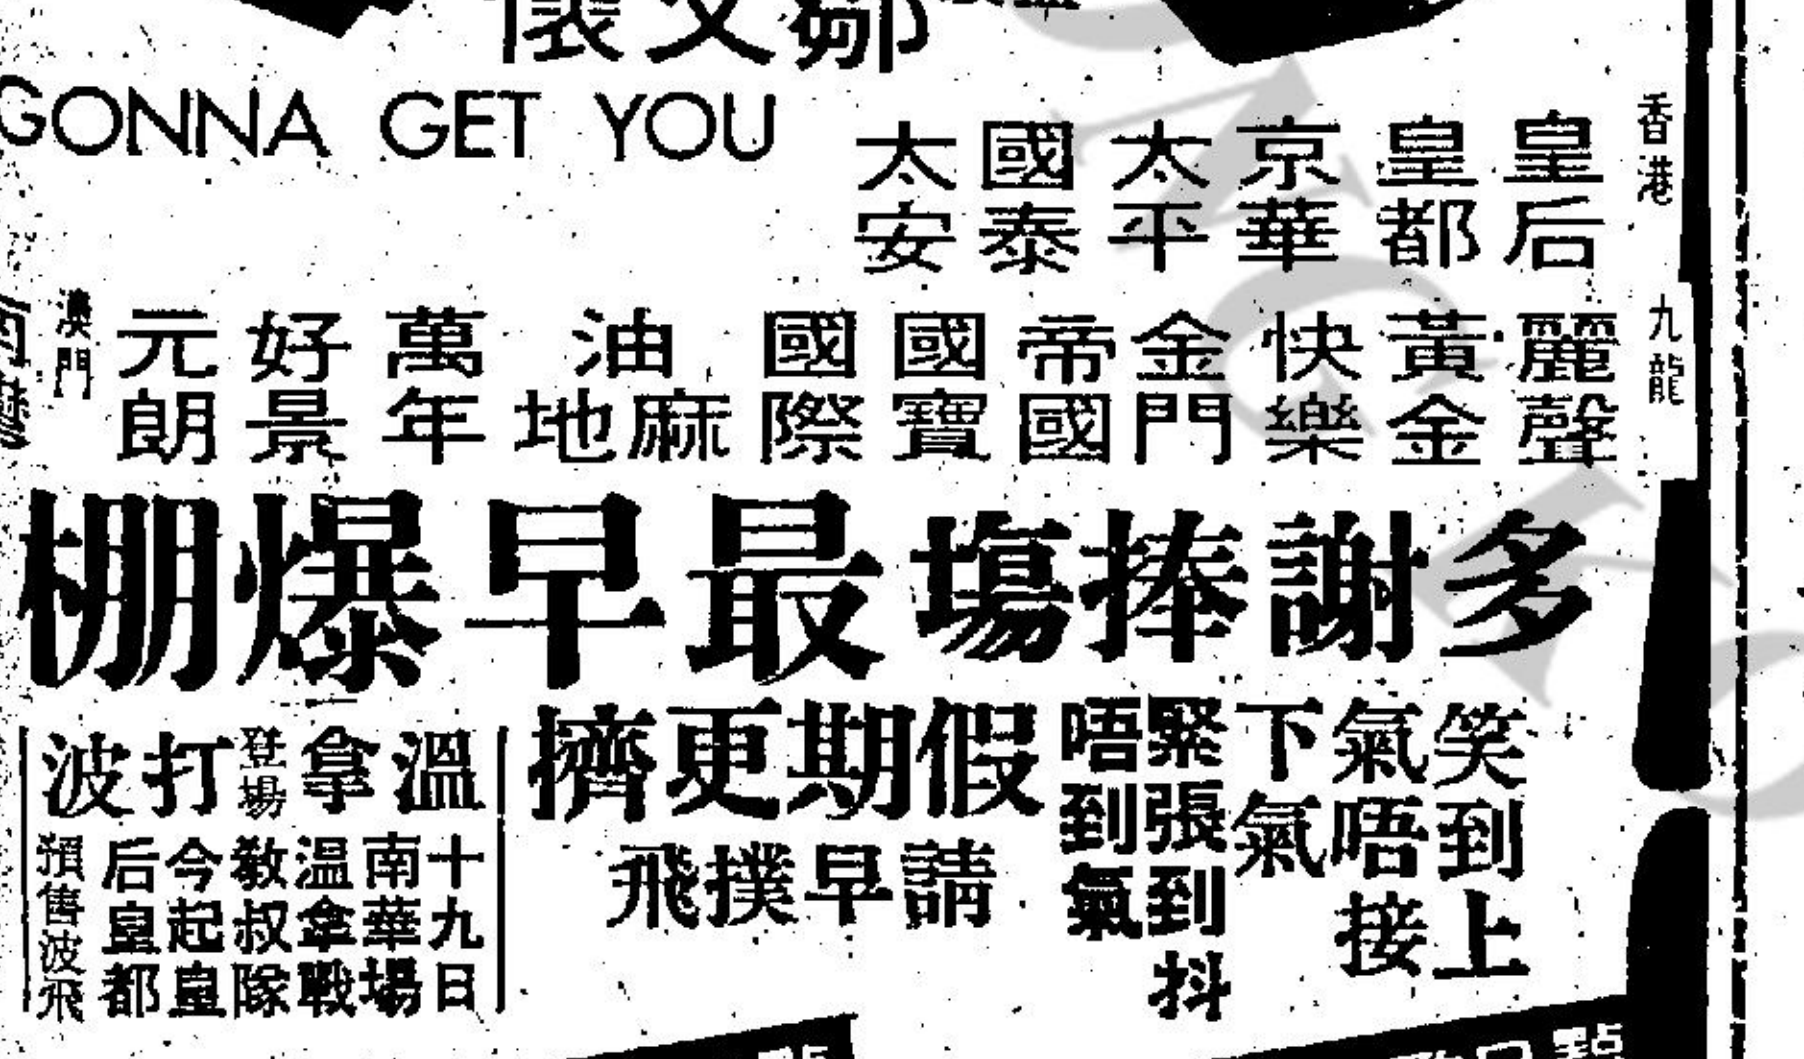 鄒文懷
GONNA GET YOU
香港
皇后 皇都 京華 太平 國泰 太安
九龍
麗聲 黃金 快樂 金門 帝國 國寶 國際 油麻地 萬年 好景 元朗
澳門
多謝捧塲最早爆棚
笑到上
氣唔接
下氣
緊張到抖
唔到氣
假期更擠
請早撲飛
溫拿登場打波
十九日
南華場
温拿戰
教叔隊
今起皇
后皇都
預售波飛